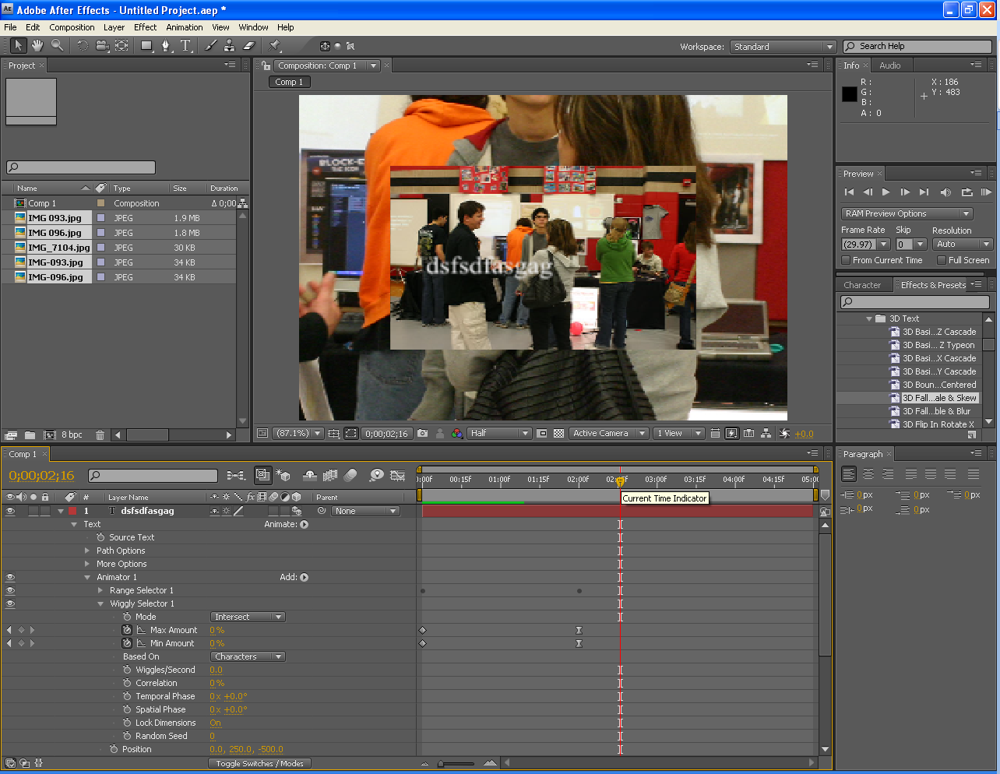 Adobe After Effects - Untitled Project.aep *
File Edit Composition Layer Effect Animation View Window Help
Workspace: Standard Search Help
Project
Name Type Size Duration
Comp 1 Composition Δ 0;00
IMG 093.jpg JPEG 1.9 MB
IMG 096.jpg JPEG 1.8 MB
IMG_7104.jpg JPEG 30 KB
IMG-093.jpg JPEG 34 KB
IMG-096.jpg JPEG 34 KB
8 bpc
Composition: Comp 1
Comp 1
dsfsdfasgag
(87.1%) 0;00;02;16 Half Active Camera 1 View +0.0
Info Audio
R : X : 186
G : Y : 483
B :
A : 0
Preview
RAM Preview Options
Frame Rate Skip Resolution
(29.97) 0 Auto
From Current Time Full Screen
Character Effects & Presets
3D Text
3D Basi...Z Cascade
3D Basi... Z Typeon
3D Basi...X Cascade
3D Basi...Y Cascade
3D Boun...Centered
3D Fall...ale & Skew
3D Fall...ble & Blur
3D Flip In Rotate X
Comp 1
0;00;02;16
):00f 00:15f 01:00f 01:15f 02:00f 02:15f 03:00f 03:15f 04:00f 04:15f 05:00
# Layer Name Parent
Current Time Indicator
1 T dsfsdfasgag None
Text Animate:
Source Text
Path Options
More Options
Animator 1 Add:
Range Selector 1
Wiggly Selector 1
Mode Intersect
Max Amount 0%
Min Amount 0%
Based On Characters
Wiggles/Second 0.0
Correlation 0%
Temporal Phase 0x +0.0°
Spatial Phase 0x +0.0°
Lock Dimensions On
Random Seed 0
Position 0.0, 250.0, -500.0
Toggle Switches / Modes
Paragraph
0 px 0 px 0 px
0 px 0 px